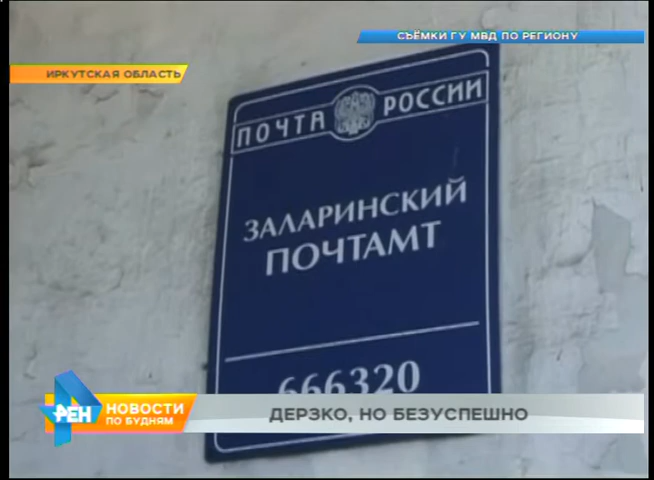 СЪЁМКИ ГУ МВД ПО РЕГИОНУ
ИРКУТСКАЯ ОБЛАСТЬ
ПОЧТА РОССИИ
ЗАЛАРИНСКИЙ
ПОЧТАМТ
666320
РЕН НОВОСТИ
ПО БУДНЯМ
ДЕРЗКО, НО БЕЗУСПЕШНО